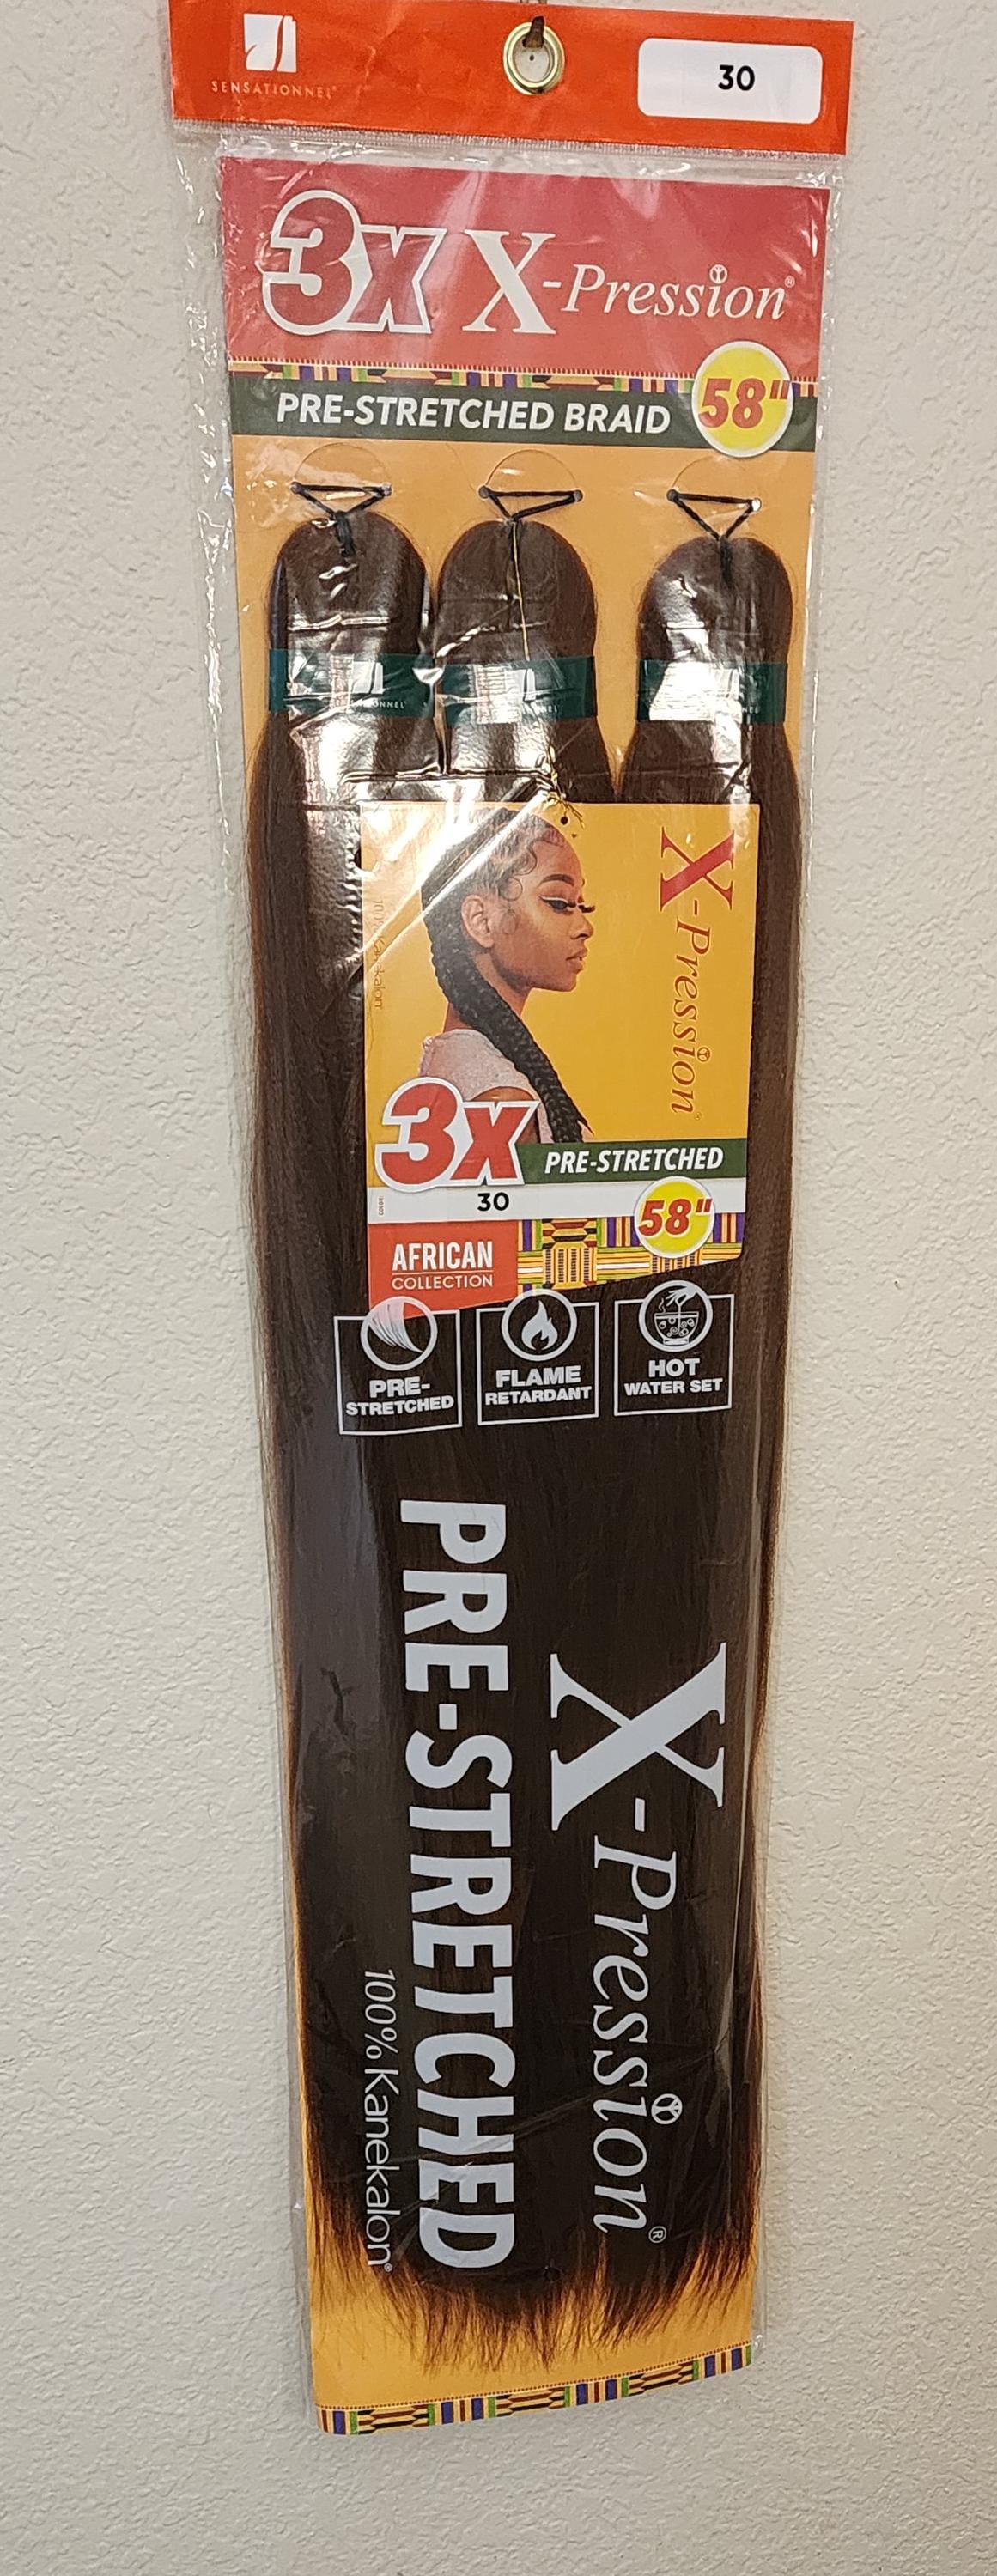 SENSATIONNEL®
30
3X X-Pression®
PRE-STRETCHED BRAID
58"
X-Pression
3X
PRE-STRETCHED
30
58"
AFRICAN
COLLECTION
PRE-
STRETCHED
FLAME
RETARDANT
HOT
WATER SET
X-Pression®
PRE-STRETCHED
100% Kanekalon®